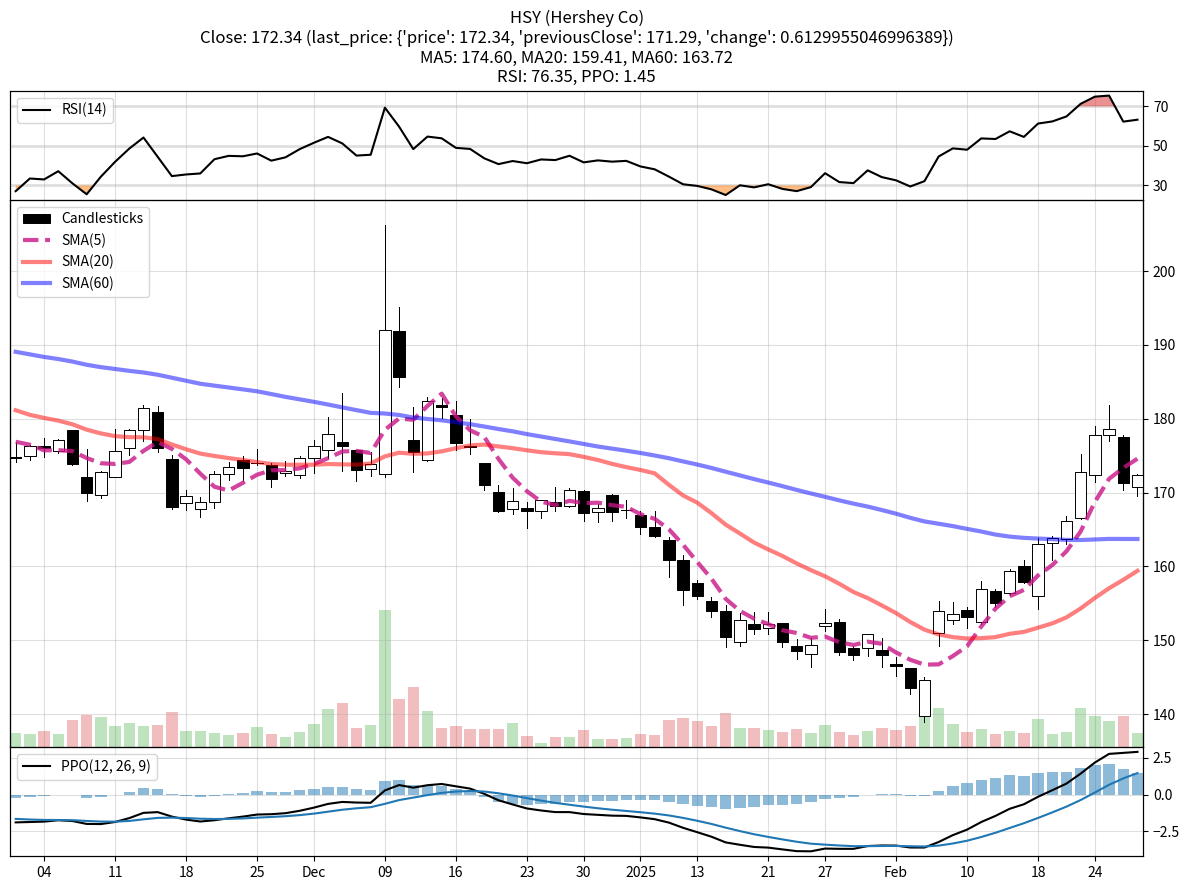 HSY (Hershey Co)
Close: 172.34 (last_price: {'price': 172.34, 'previousClose': 171.29, 'change': 0.6129955046996389})
MA5: 174.60, MA20: 159.41, MA60: 163.72
RSI: 76.35, PPO: 1.45
RSI(14)
70
50
30
Candlesticks
SMA(5)
SMA(20)
SMA(60)
200
190
180
170
160
150
140
PPO(12, 26, 9)
2.5
0.0
−2.5
04 11 18 25 Dec 09 16 23 30 2025 13 21 27 Feb 10 18 24